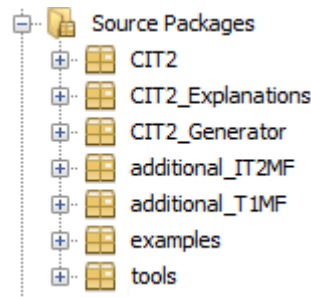 Source Packages
CIT2
CIT2_Explanations
CIT2_Generator
additional_IT2MF
additional_T1MF
examples
tools